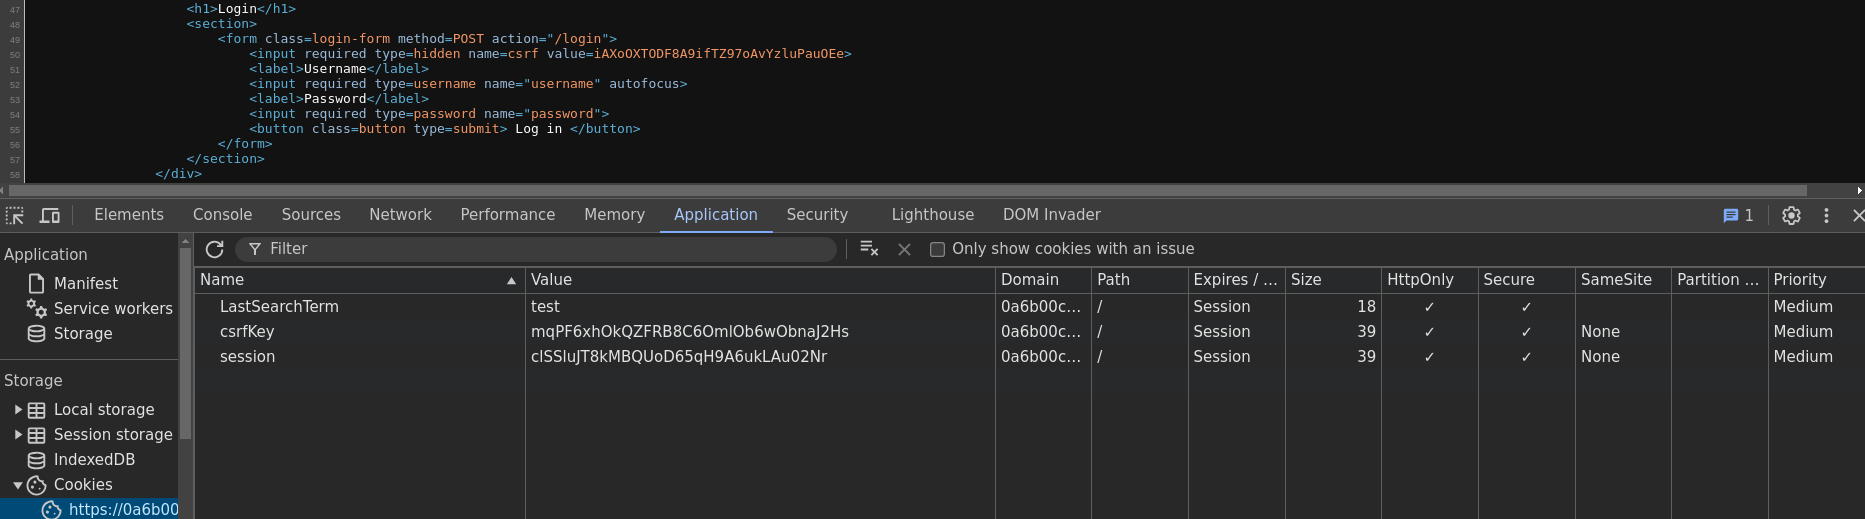 47 <h1>Login</h1>
48 <section>
49 <form class=login-form method=POST action="/login">
50 <input required type=hidden name=csrf value=iAXoOXTODF8A9ifTZ97oAvYzluPauOEe>
51 <label>Username</label>
52 <input required type=username name="username" autofocus>
53 <label>Password</label>
54 <input required type=password name="password">
55 <button class=button type=submit> Log in </button>
56 </form>
57 </section>
58 </div>
Elements Console Sources Network Performance Memory Application Security Lighthouse DOM Invader 1
Application
Manifest
Service workers
Storage
Storage
Local storage
Session storage
IndexedDB
Cookies
https://0a6b00
Filter Only show cookies with an issue
Name Value Domain Path Expires / ... Size HttpOnly Secure SameSite Partition ... Priority
LastSearchTerm test 0a6b00c... / Session 18 ✓ ✓ Medium
csrfKey mqPF6xhOkQZFRB8C6OmlOb6wObnaJ2Hs 0a6b00c... / Session 39 ✓ ✓ None Medium
session clSSluJT8kMBQUoD65qH9A6ukLAu02Nr 0a6b00c... / Session 39 ✓ ✓ None Medium